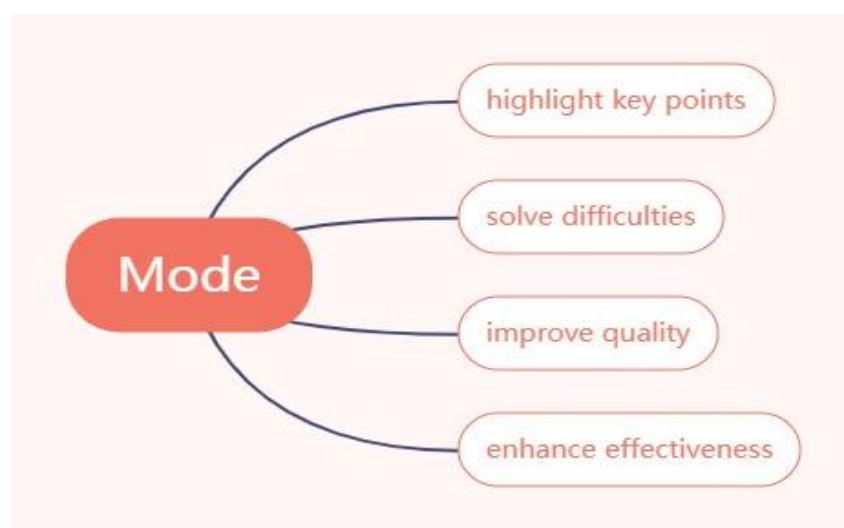 highlight key points
solve difficulties
Mode
improve quality
enhance effectiveness